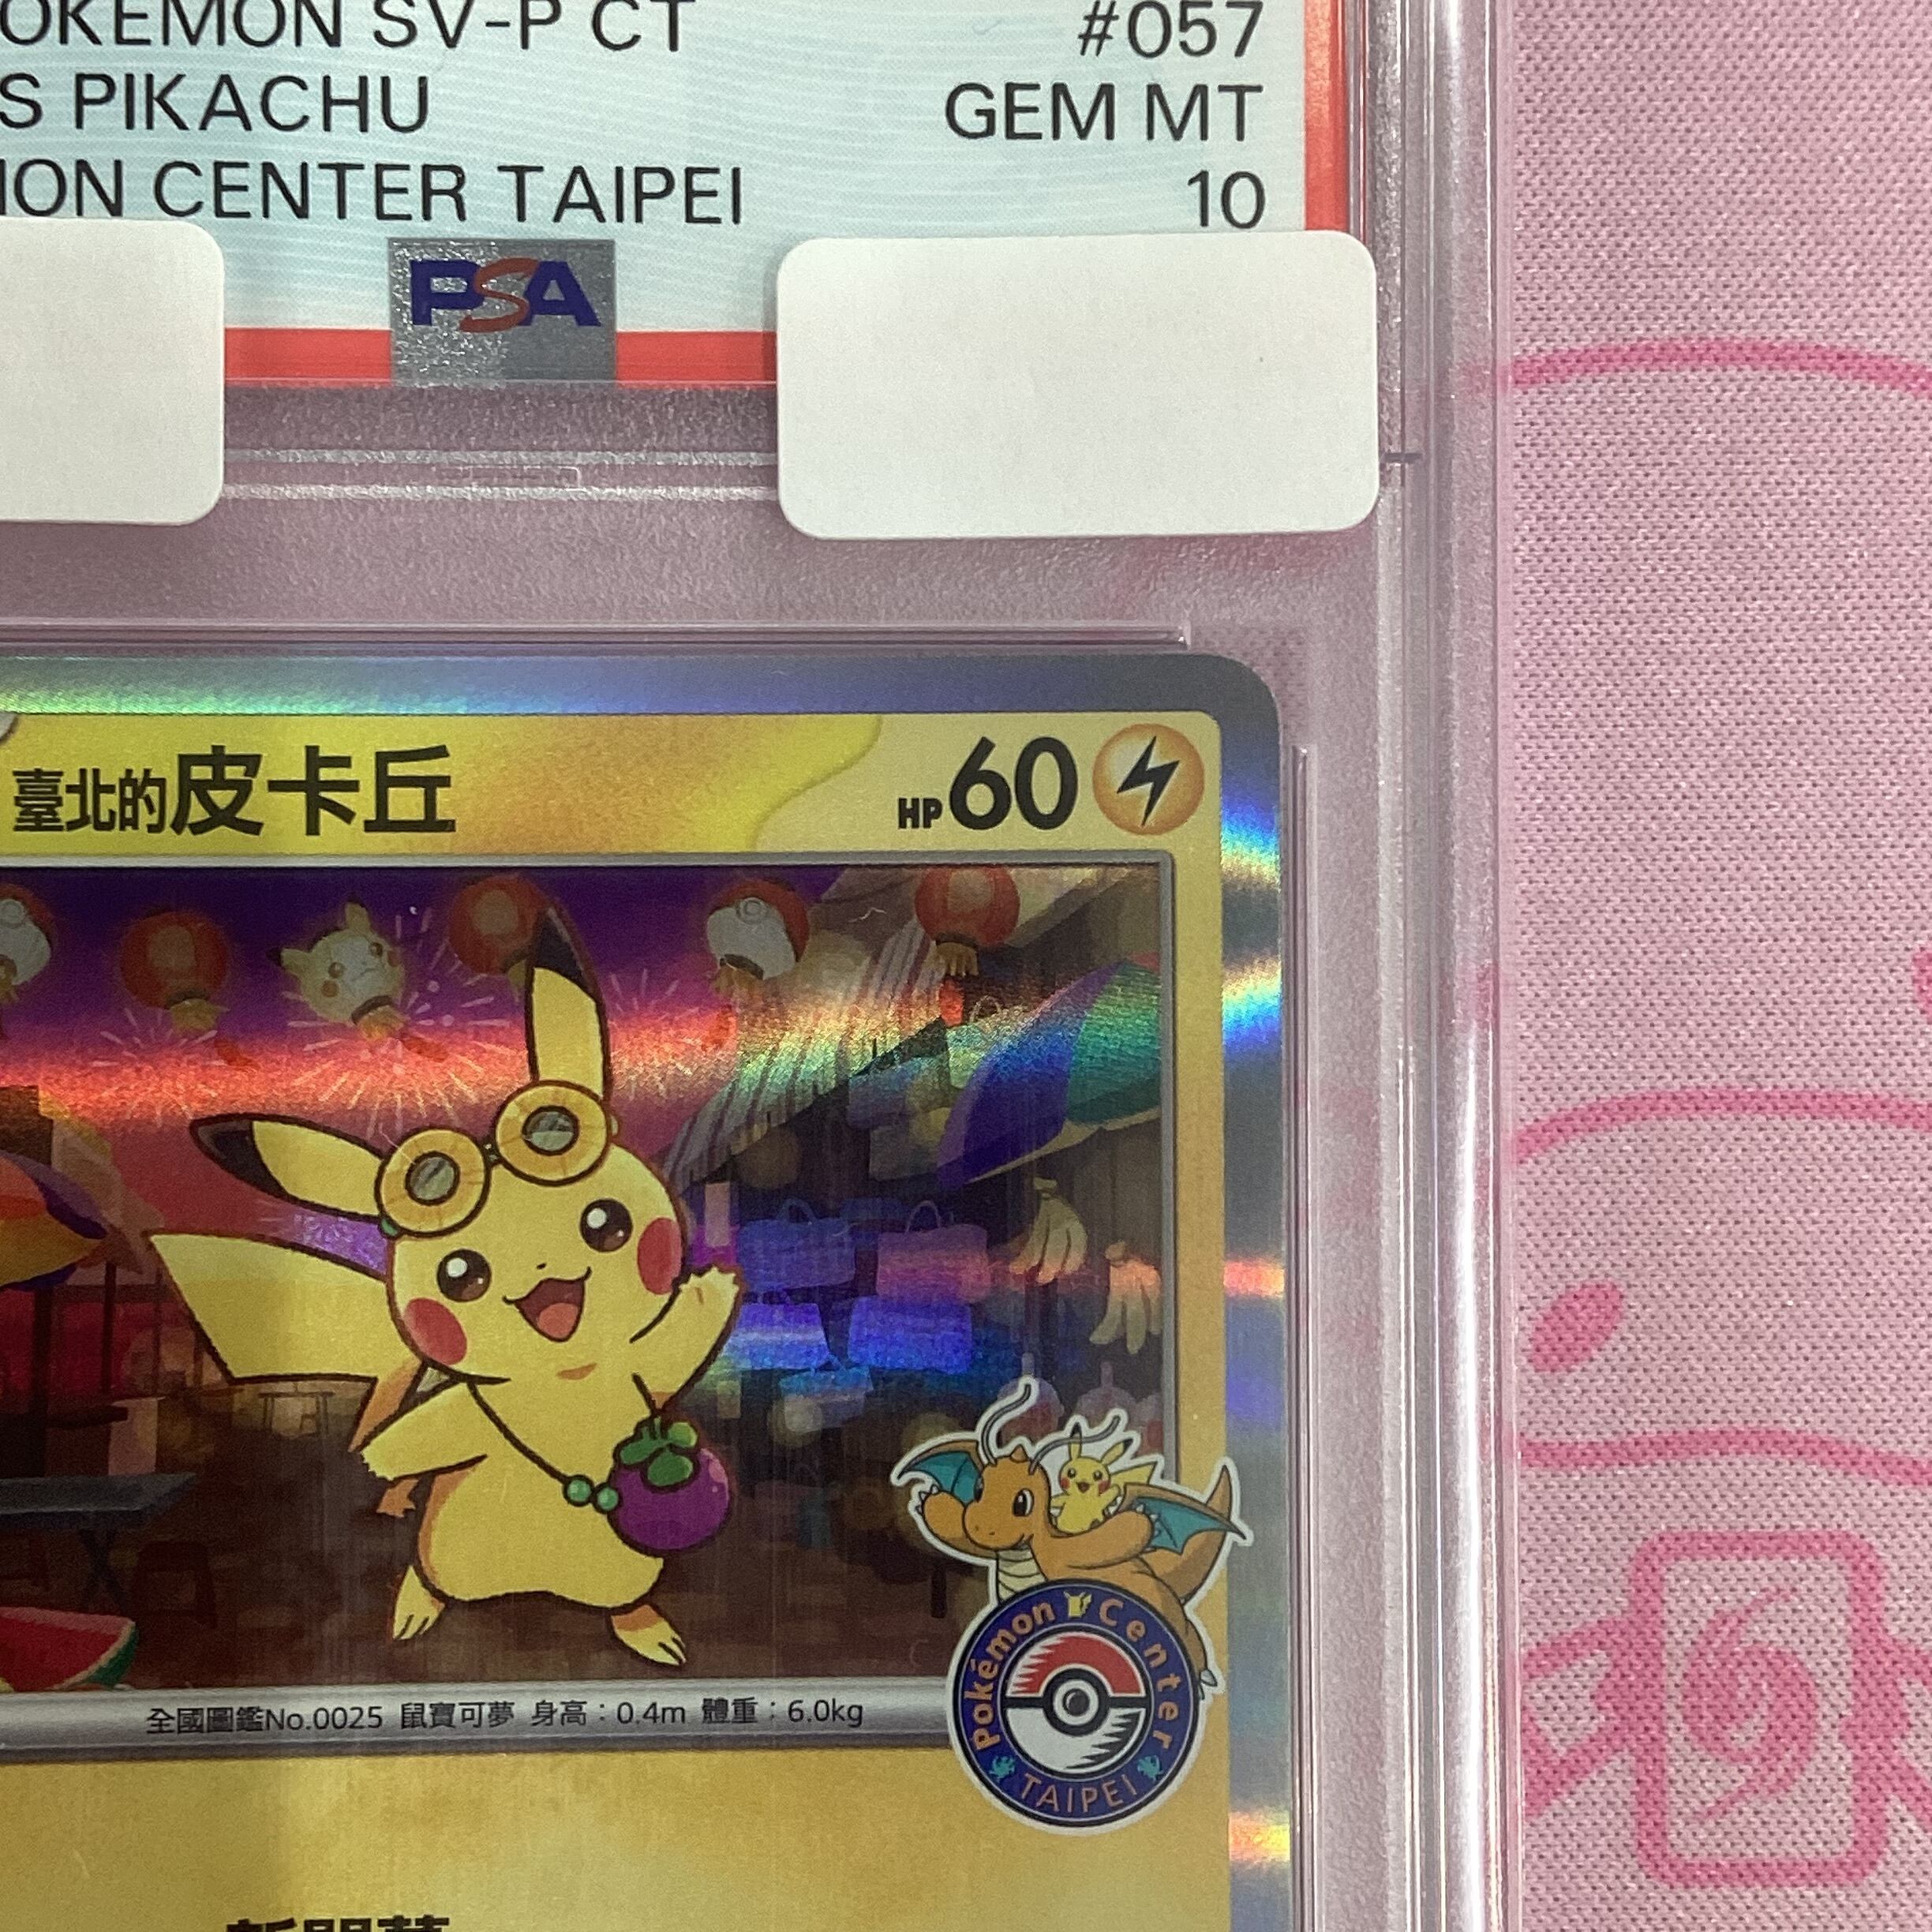 OKEMON SV-P CT #057
S PIKACHU GEM MT
ION CENTER TAIPEI 10
PSA
臺北的皮卡丘 HP60
Pokémon Center
TAIPEI
全國圖鑑No.0025 鼠寶可夢 身高：0.4m 體重：6.0kg